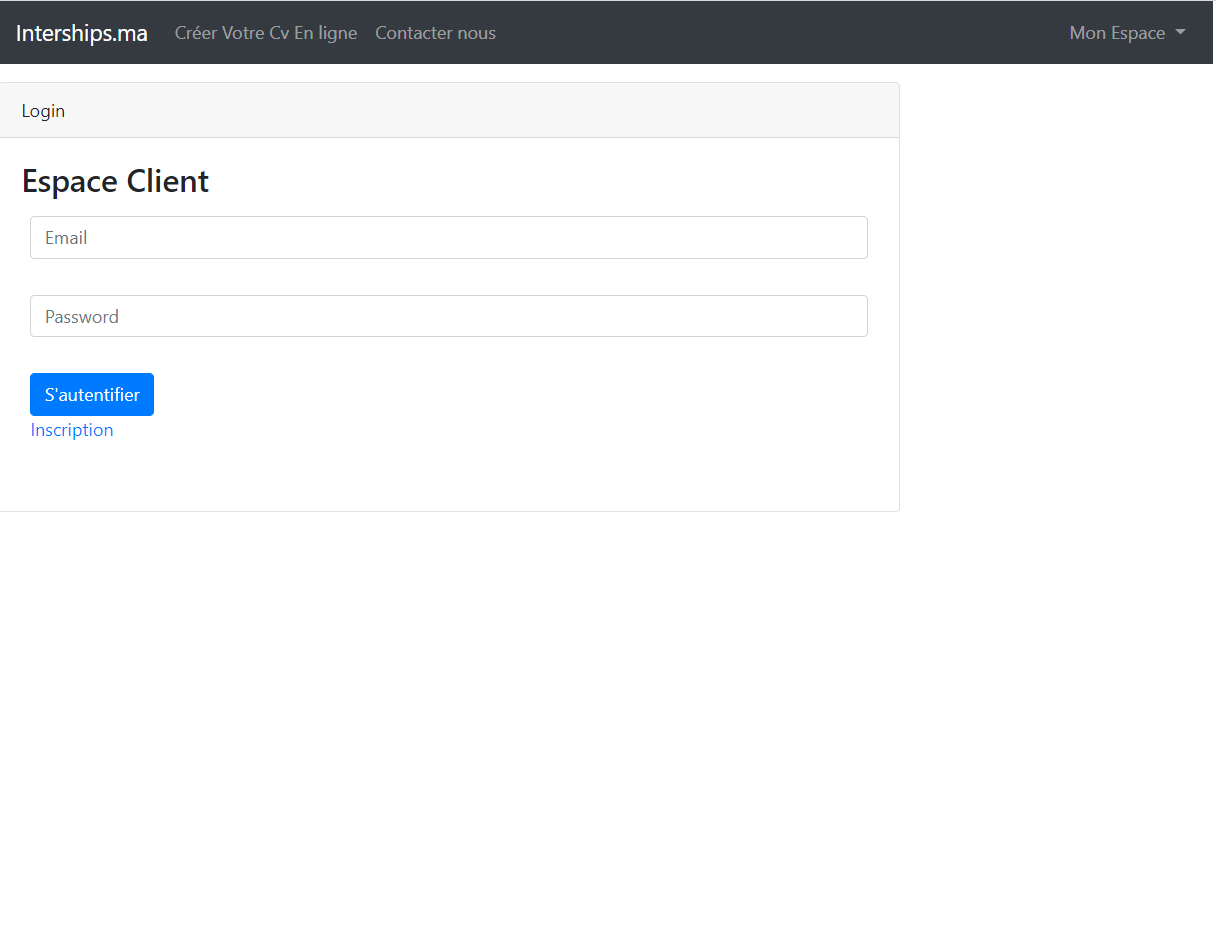 Interships.ma Créer Votre Cv En ligne Contacter nous Mon Espace
Login
Espace Client
Email
Password
S'autentifier
Inscription